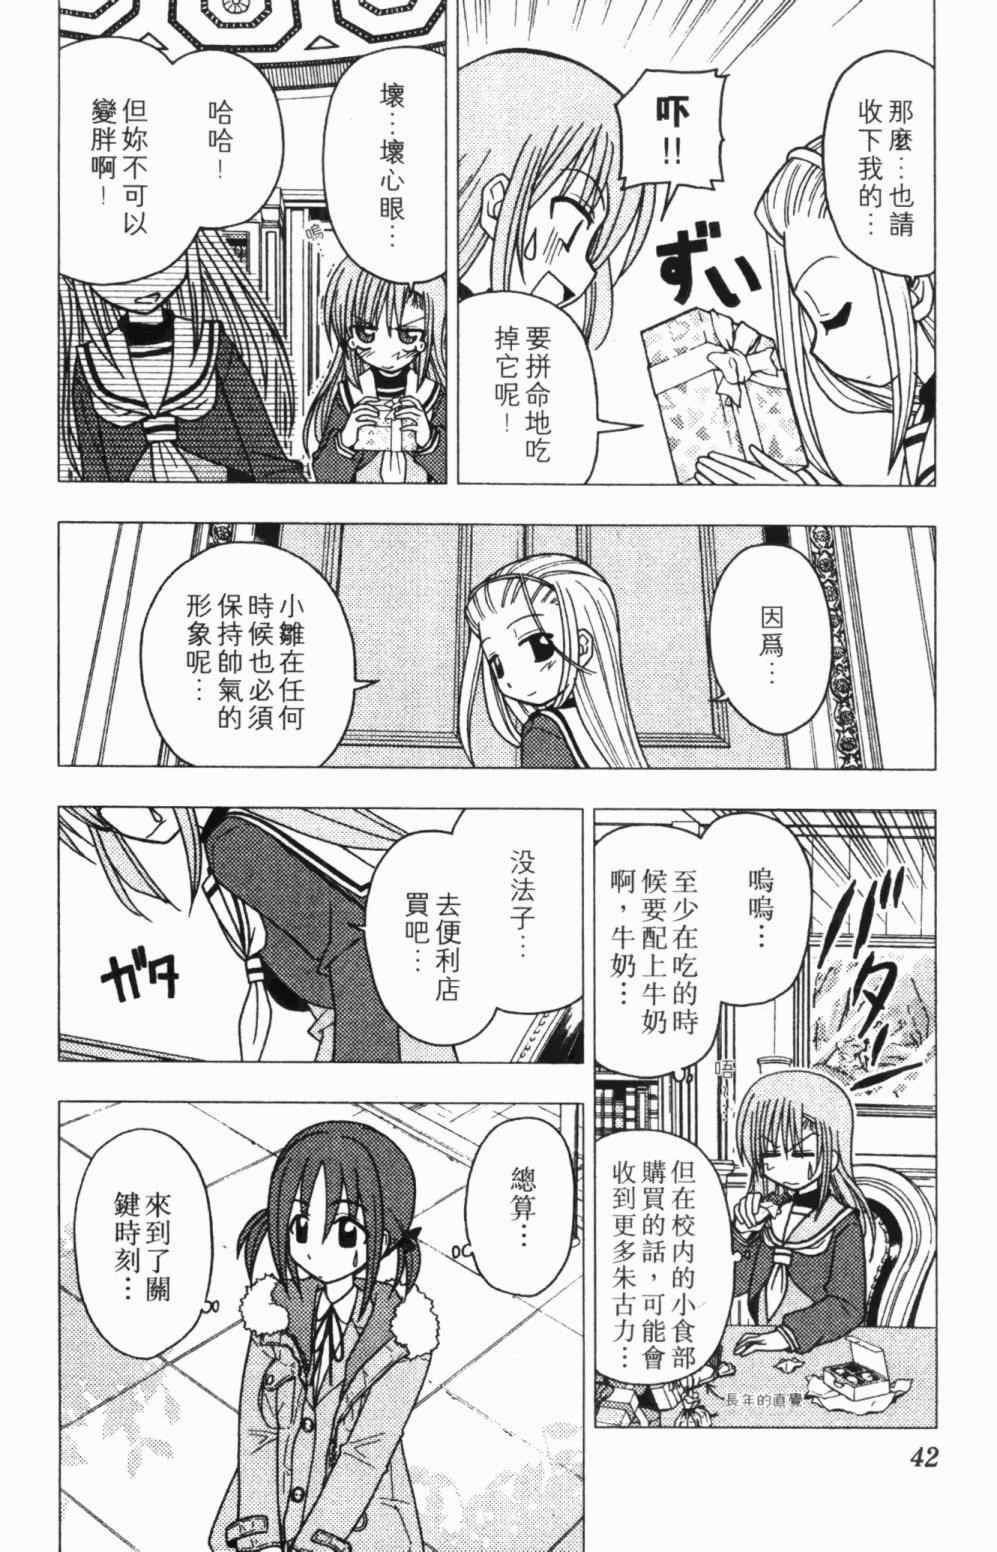 那麼…也請
收下我的…
吓!!
ずいっ
要拼命地吃
掉它呢！
壞…壞心眼…
嗚…
哈哈！
但妳不可以
變胖啊！
因爲…
小雛在任何
時候也必須
保持帥氣的
形象呢…
嗚嗚…
至少在吃的時
候要配上牛奶
啊，牛奶…
唔
但在校内的小食部
購買的話，可能會
收到更多朱古力…
長年的直覺
没法子…
去便利店
買吧…
ガタ
總算…
來到了關
鍵時刻…
42